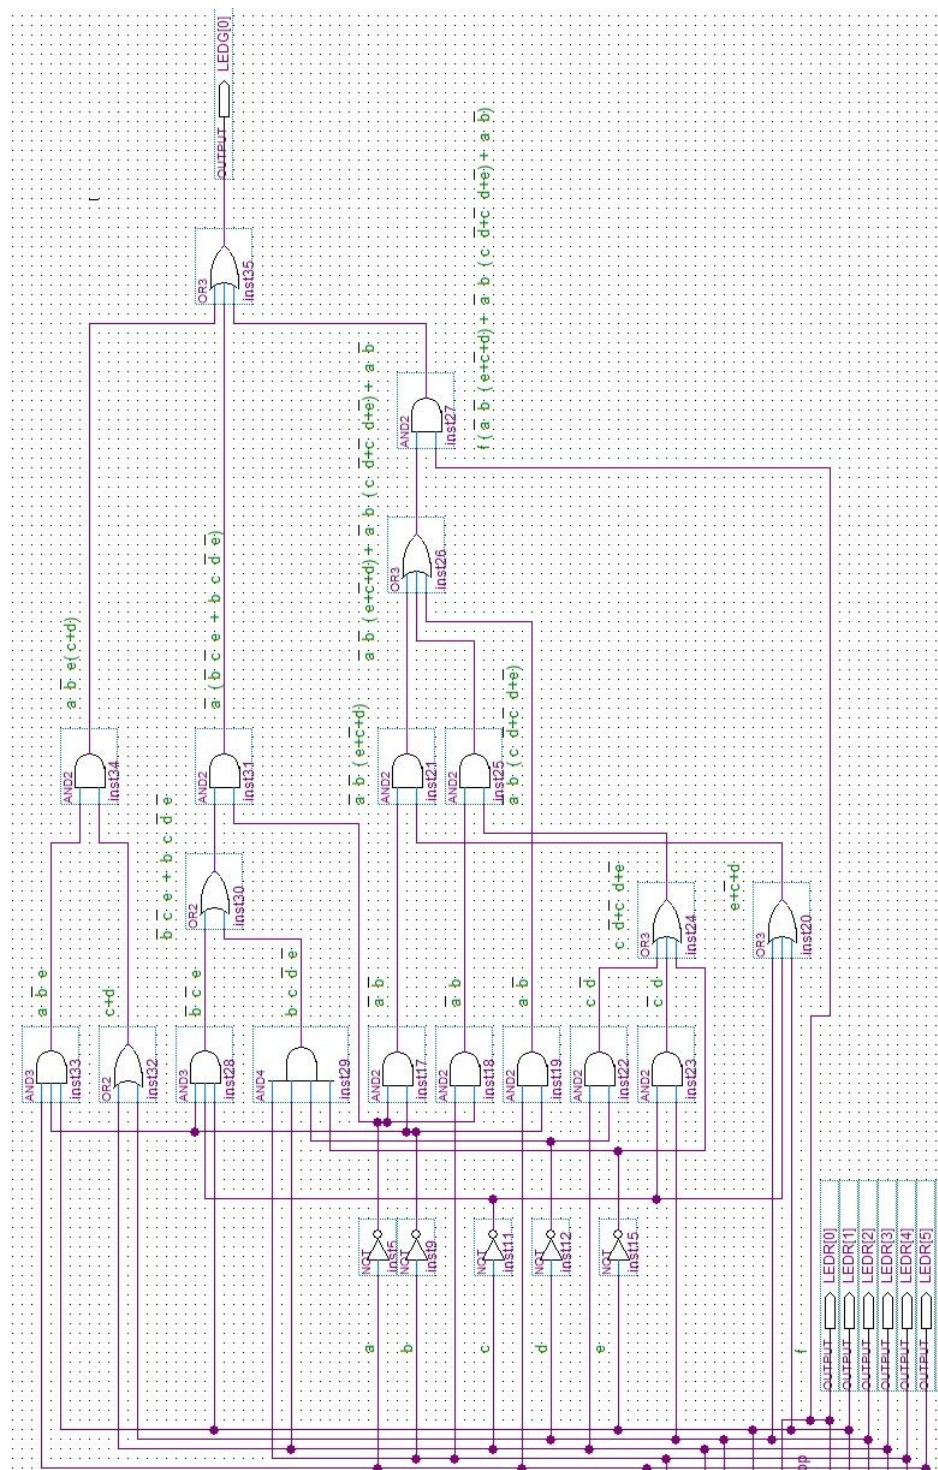 LEDG[0]
OUTPUT
OR3
inst35
f(a̅ b̅ (e+c̅+d)+ a̅ b (c d̅+c̅ d+e̅)+ a b̅)
AND2
inst27
a̅ b̅ (e+c̅+d)+ a̅ b (c d̅+c̅ d+e̅)+ a b̅
OR3
inst26
a b̅ e(c+d)
AND2
inst34
a̅ (b̅ c̅ e + b c d̅ e̅)
AND2
inst31
a̅ b̅ (e+c̅+d)
AND2
inst21
AND2
inst25
a̅ b (c d̅+c̅ d+e̅)
b̅ c̅ e + b c d̅ e̅
OR2
inst30
c d̅+c̅ d+e̅
OR3
inst24
e+c̅+d
OR3
inst20
a b̅ e
AND3
inst33
c+d
OR2
inst32
b̅ c̅ e
AND3
inst28
b c d̅ e̅
AND4
inst29
a̅ b̅
AND2
inst17
a̅ b
AND2
inst18
a b̅
AND2
inst19
c d̅
AND2
inst22
c̅ d
AND2
inst23
NOT
inst5
NOT
inst9
NOT
inst11
NOT
inst12
NOT
inst15
a
b
c
d
e
f
OUTPUT
LEDR[0]
OUTPUT
LEDR[1]
OUTPUT
LEDR[2]
OUTPUT
LEDR[3]
OUTPUT
LEDR[4]
OUTPUT
LEDR[5]